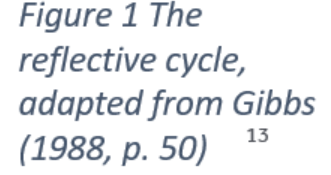 Figure 1 The
reflective cycle,
adapted from Gibbs
(1988, p. 50) 13